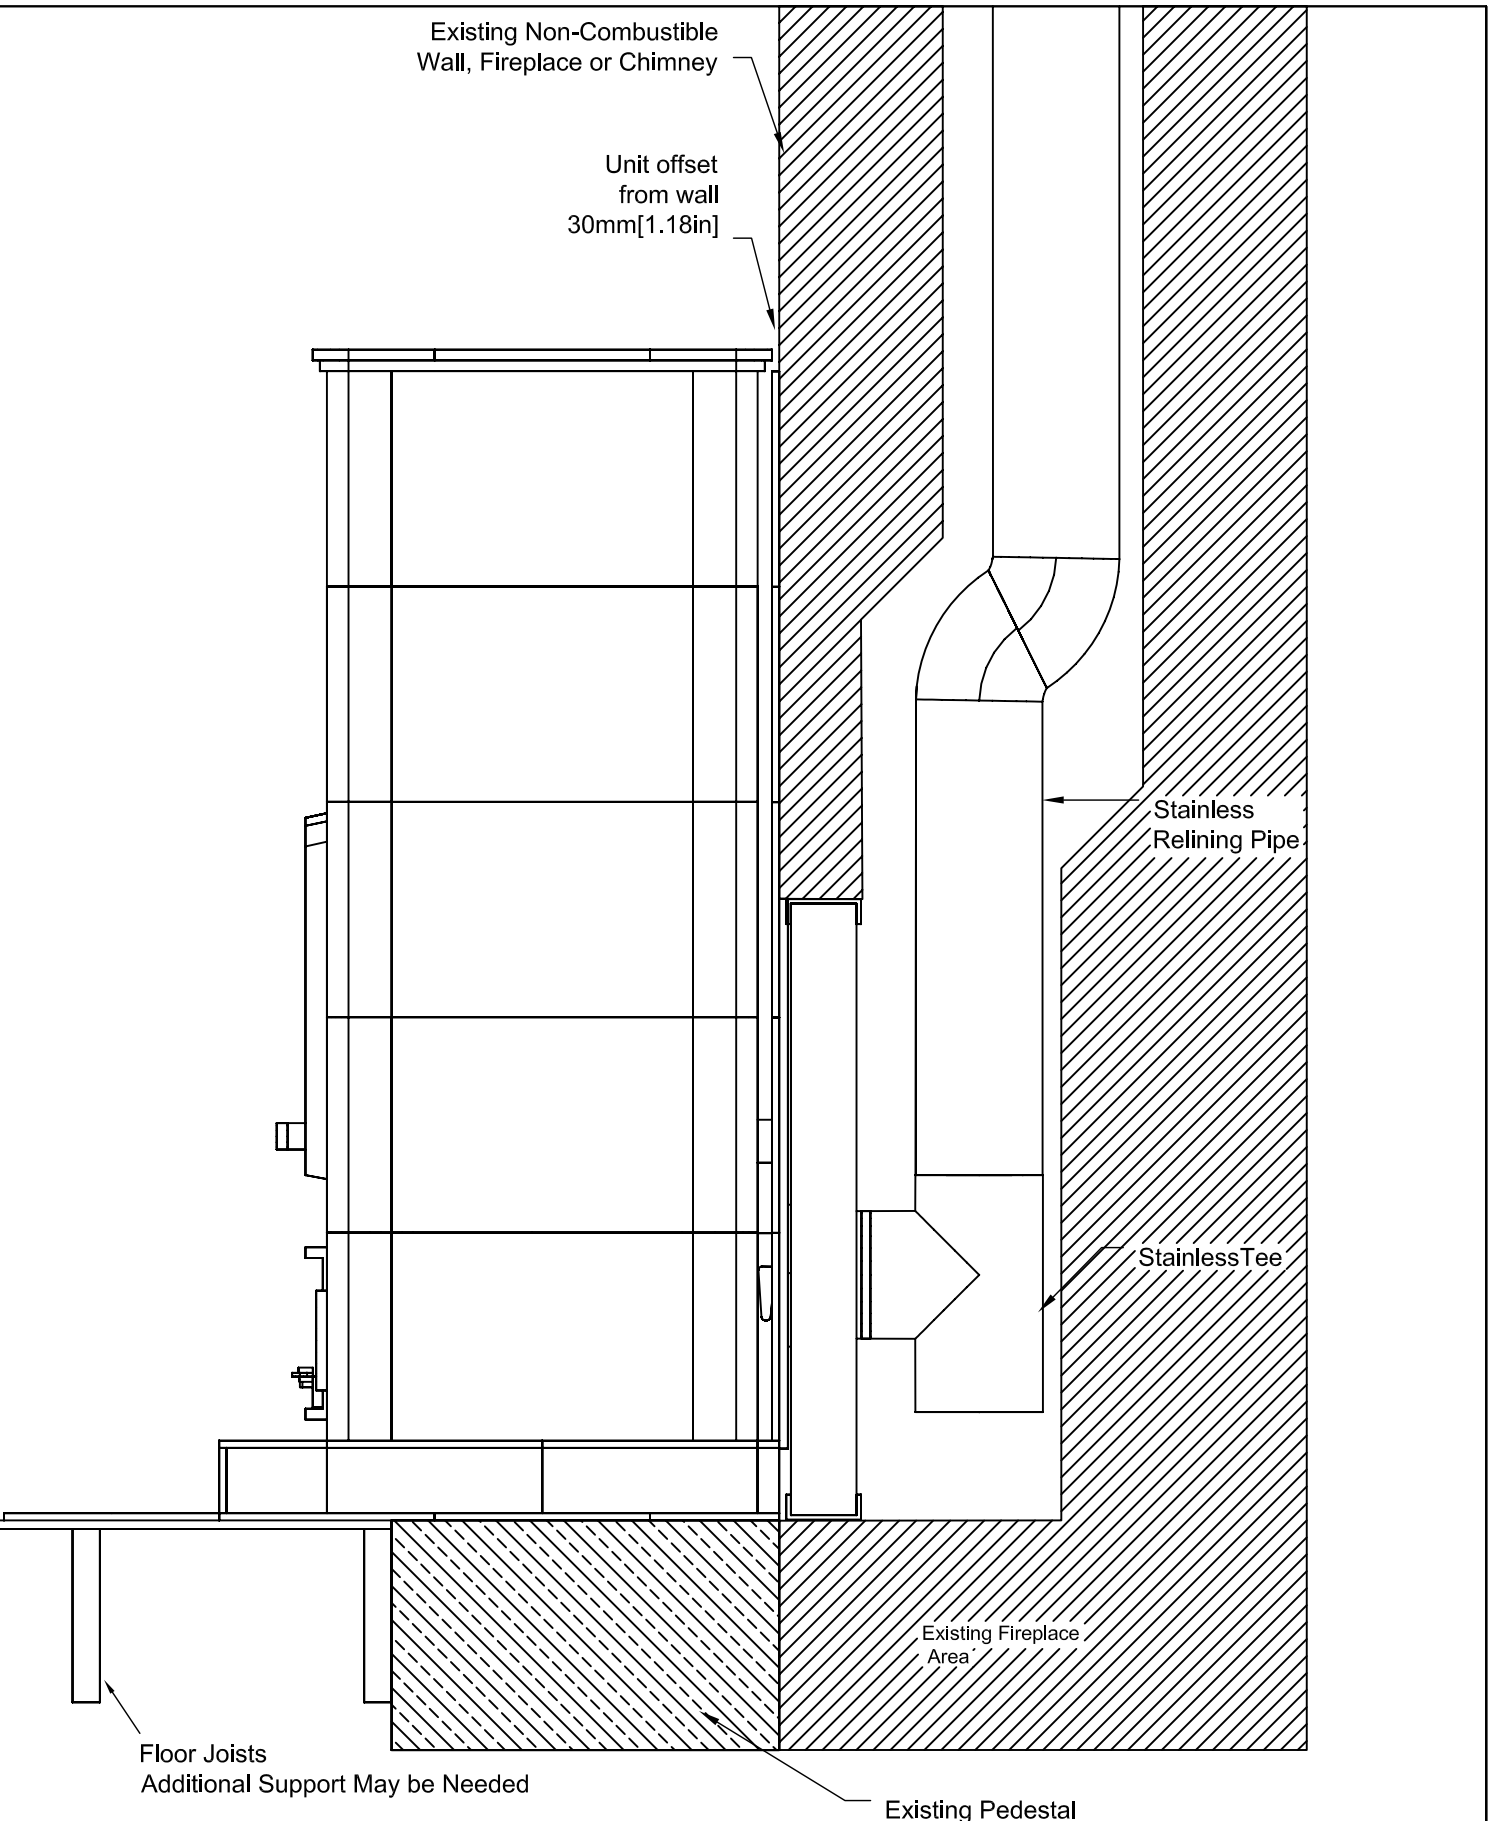 Existing Non-Combustible
Wall, Fireplace or Chimney
Unit offset
from wall
30mm[1.18in]
Stainless
Relining Pipe
StainlessTee
Existing Fireplace
Area
Floor Joists
Additional Support May be Needed
Existing Pedestal